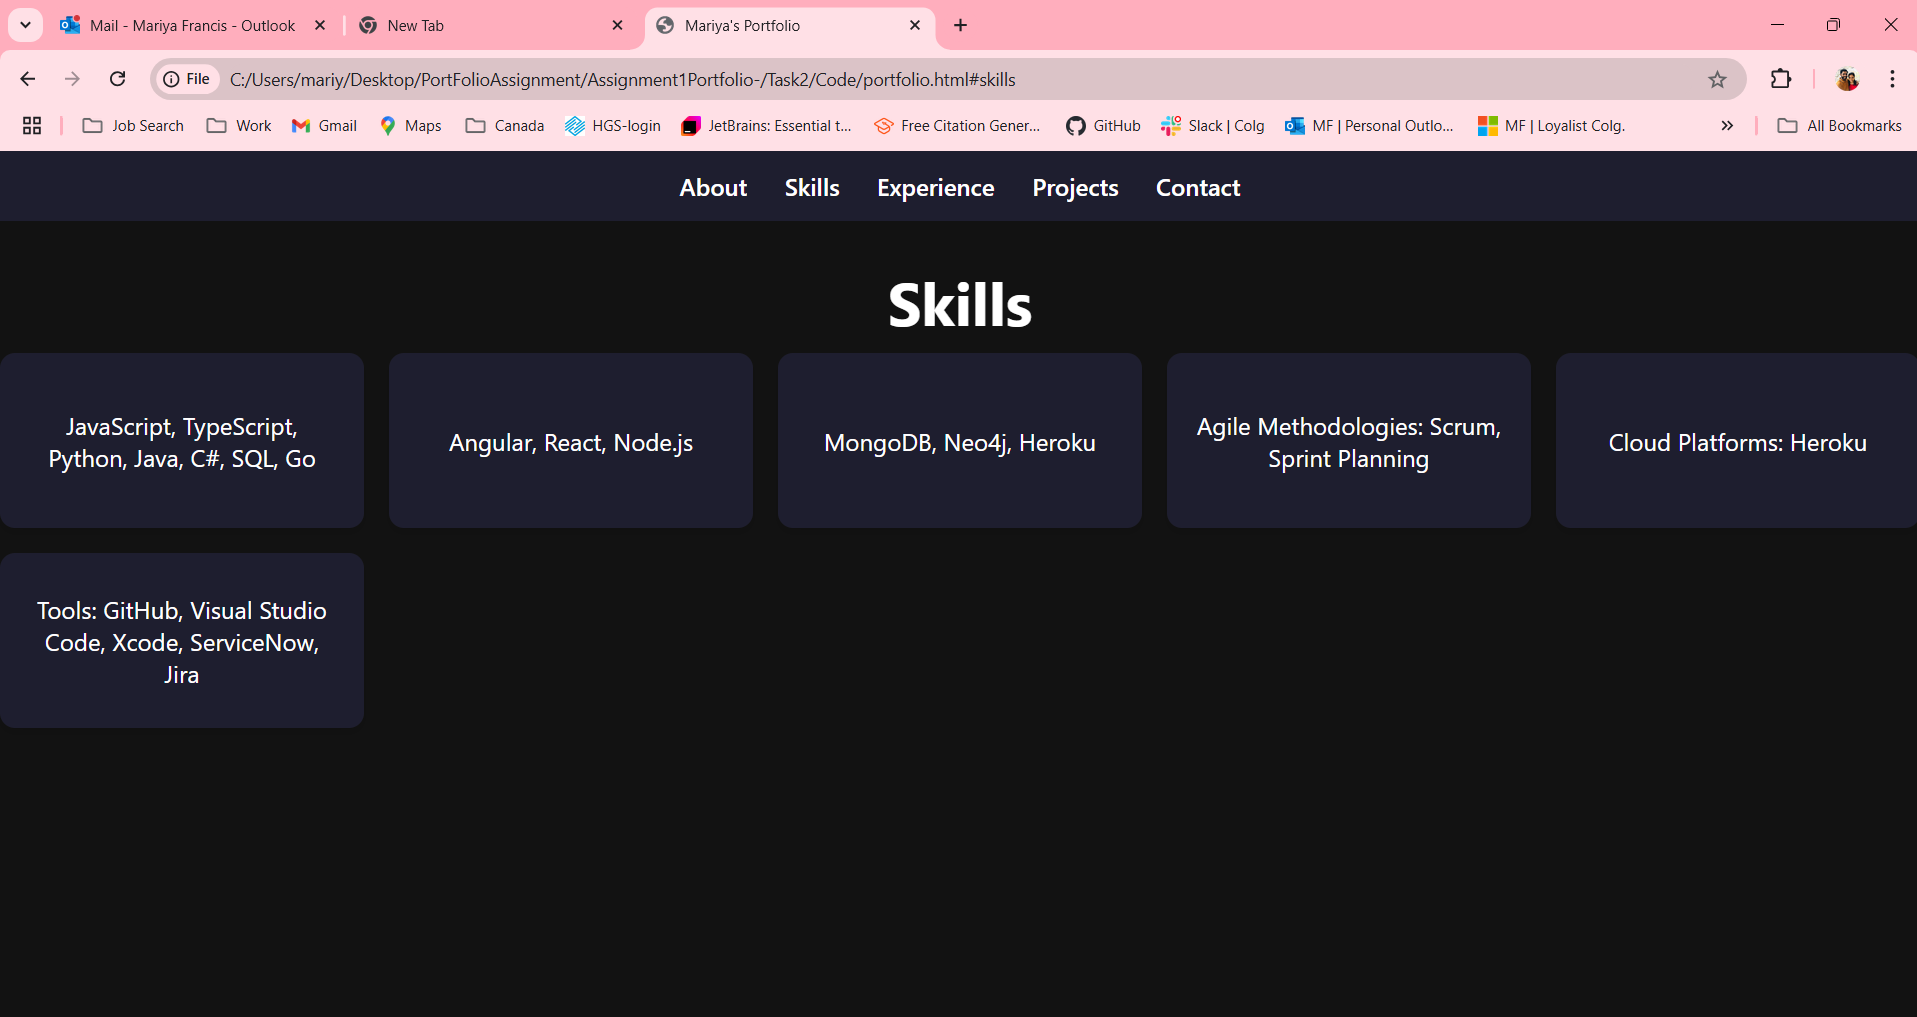 Mail - Mariya Francis - Outlook
New Tab
Mariya's Portfolio
File
C:/Users/mariy/Desktop/PortFolioAssignment/Assignment1Portfolio-/Task2/Code/portfolio.html#skills
Job Search
Work
Gmail
Maps
Canada
HGS-login
JetBrains: Essential t...
Free Citation Gener...
GitHub
Slack | Colg
MF | Personal Outlo...
MF | Loyalist Colg.
All Bookmarks
About
Skills
Experience
Projects
Contact
Skills
JavaScript, TypeScript,
Python, Java, C#, SQL, Go
Angular, React, Node.js
MongoDB, Neo4j, Heroku
Agile Methodologies: Scrum,
Sprint Planning
Cloud Platforms: Heroku
Tools: GitHub, Visual Studio
Code, Xcode, ServiceNow,
Jira